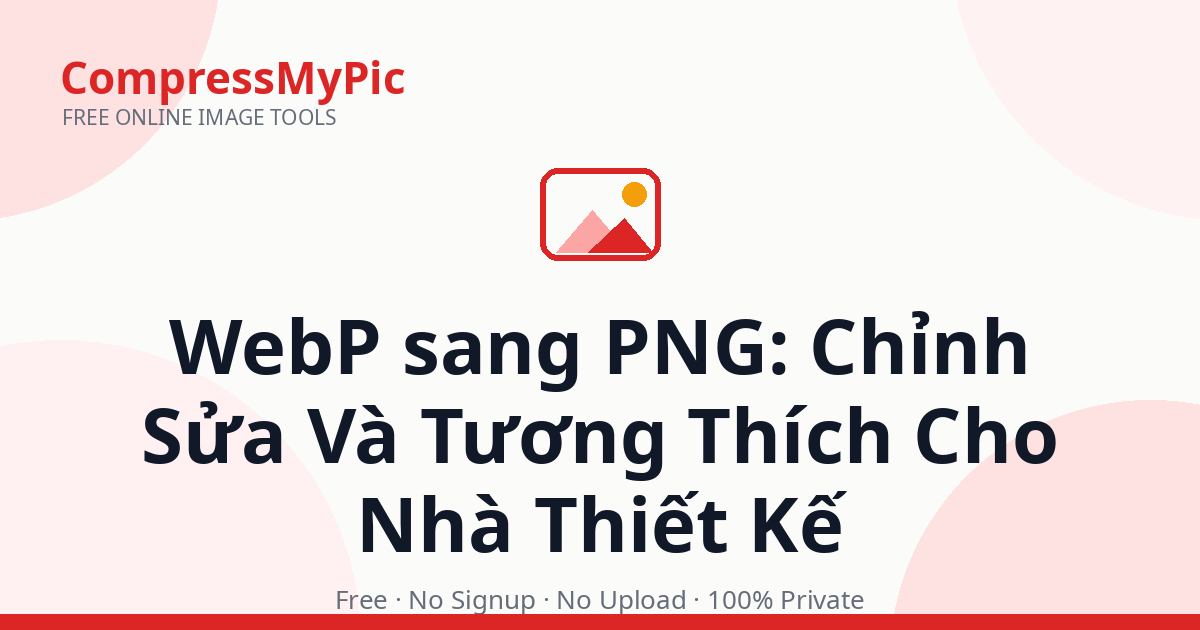 CompressMyPic
FREE ONLINE IMAGE TOOLS
WebP sang PNG: Chỉnh
Sửa Và Tương Thích Cho
Nhà Thiết Kế
Free · No Signup · No Upload · 100% Private